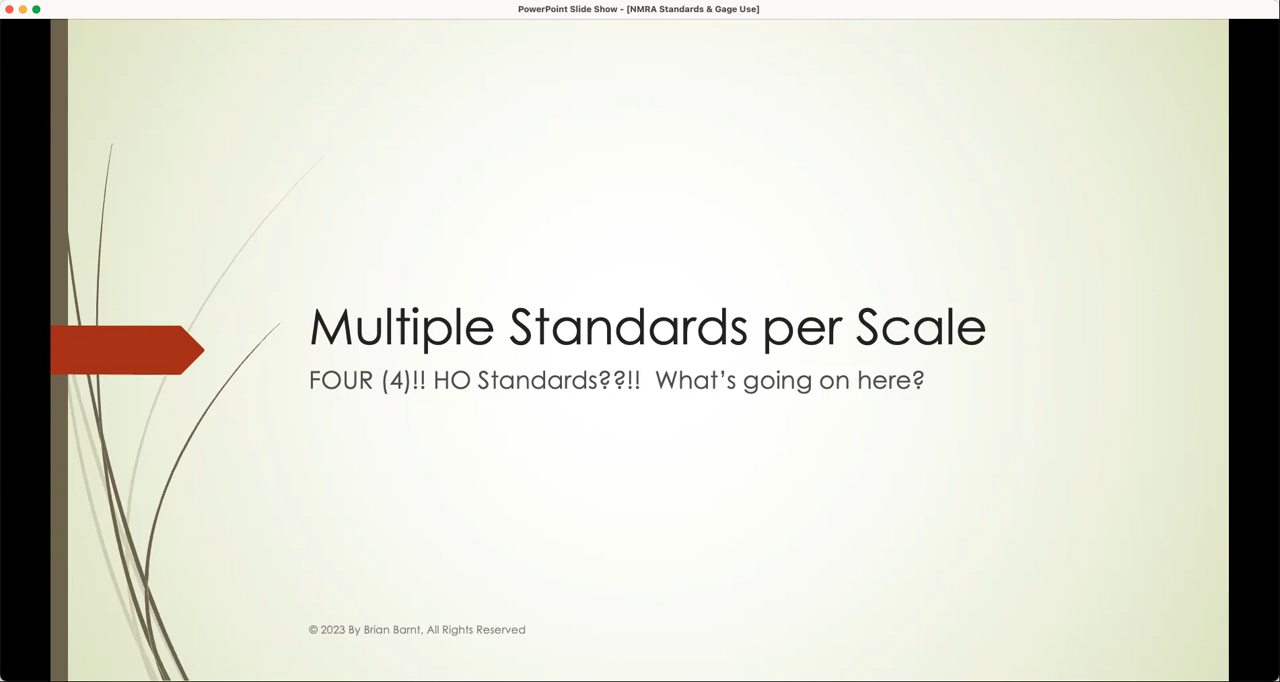 PowerPoint Slide Show - [NMRA Standards & Gage Use]
Multiple Standards per Scale
FOUR (4)!! HO Standards??!!  What’s going on here?
© 2023 By Brian Barnt, All Rights Reserved